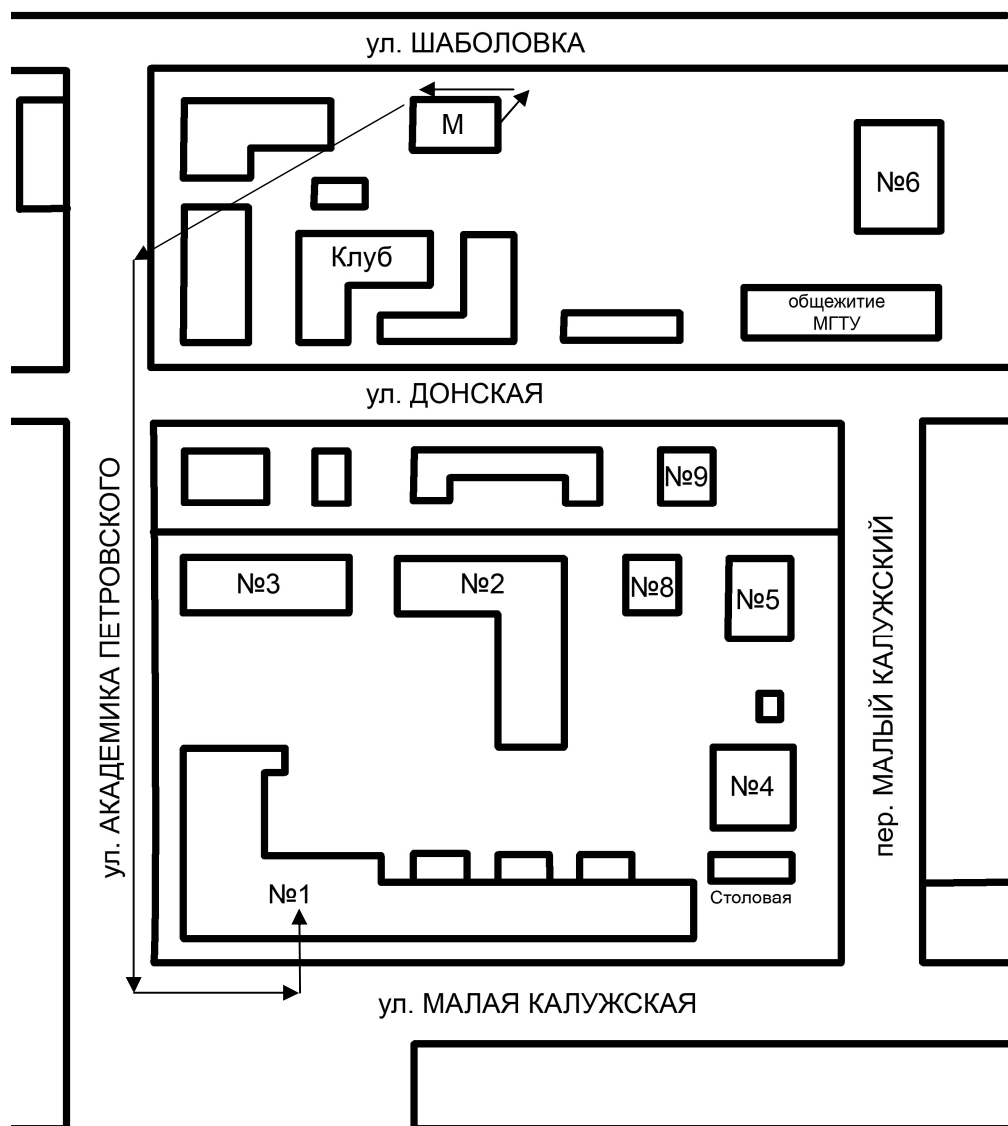 ул. ШАБОЛОВКА
М
№6
Клуб
общежитие
МГТУ
ул. ДОНСКАЯ
№9
№3
№2
№8
№5
ул. АКАДЕМИКА ПЕТРОВСКОГО
пер. МАЛЫЙ КАЛУЖСКИЙ
№4
№1
Столовая
ул. МАЛАЯ КАЛУЖСКАЯ